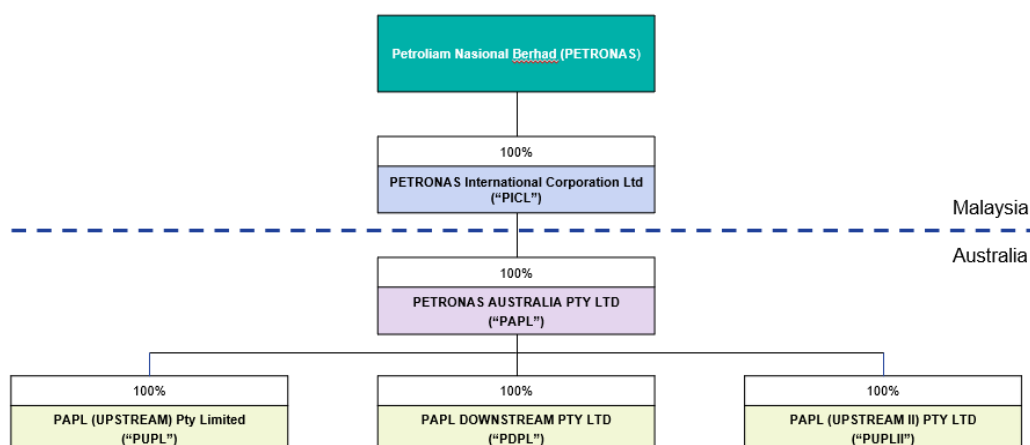 Petroliam Nasional Berhad (PETRONAS)
100%
PETRONAS International Corporation Ltd
(“PICL”)
Malaysia
Australia
100%
PETRONAS AUSTRALIA PTY LTD
(“PAPL”)
100%
PAPL (UPSTREAM) Pty Limited
(“PUPL”)
100%
PAPL DOWNSTREAM PTY LTD
(“PDPL”)
100%
PAPL (UPSTREAM II) PTY LTD
(“PUPLII”)